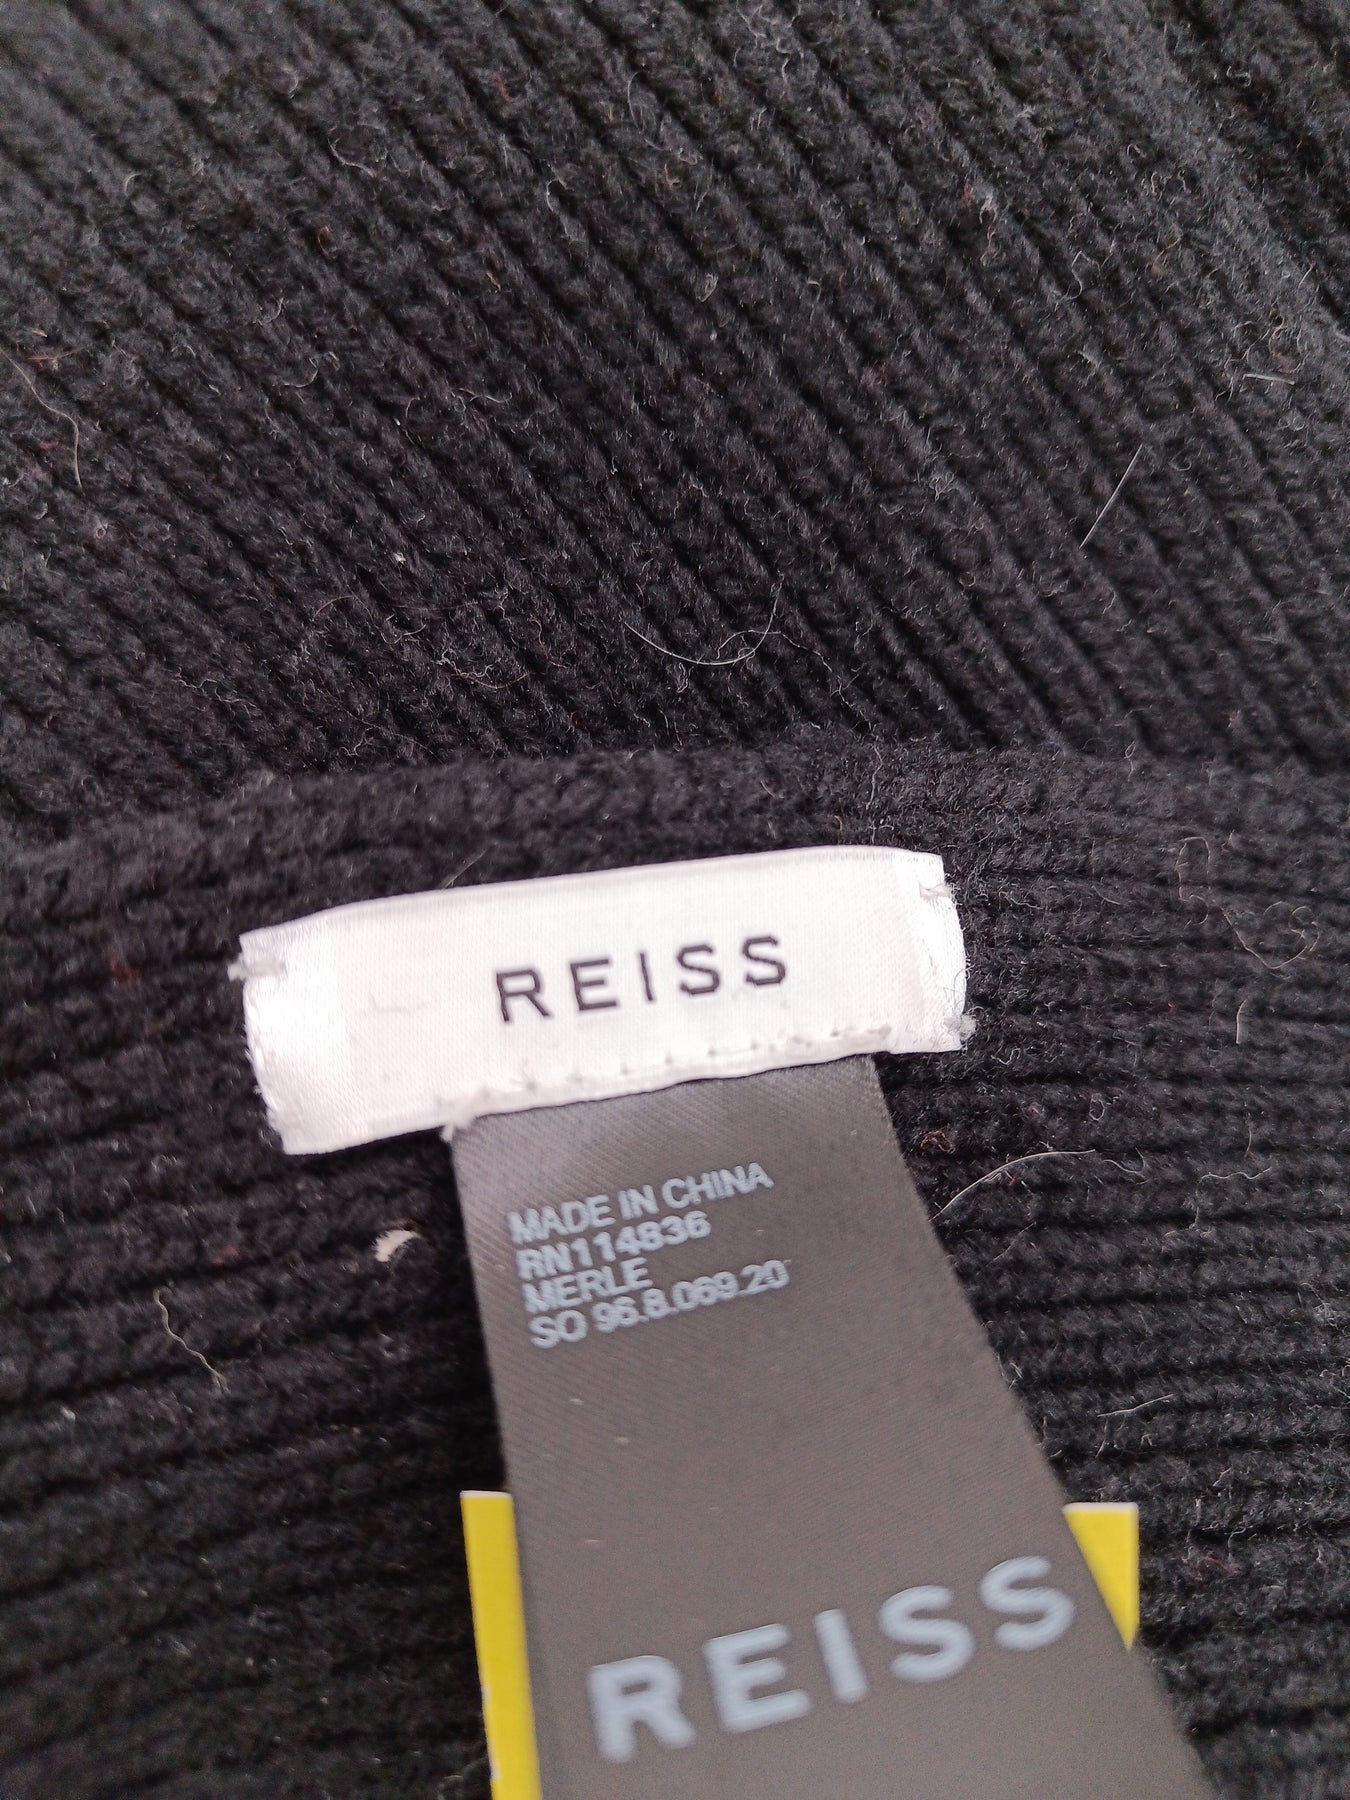 REISS
MADE IN CHINA
RN114836
MERLE
SO 96.8.069.20
REISS